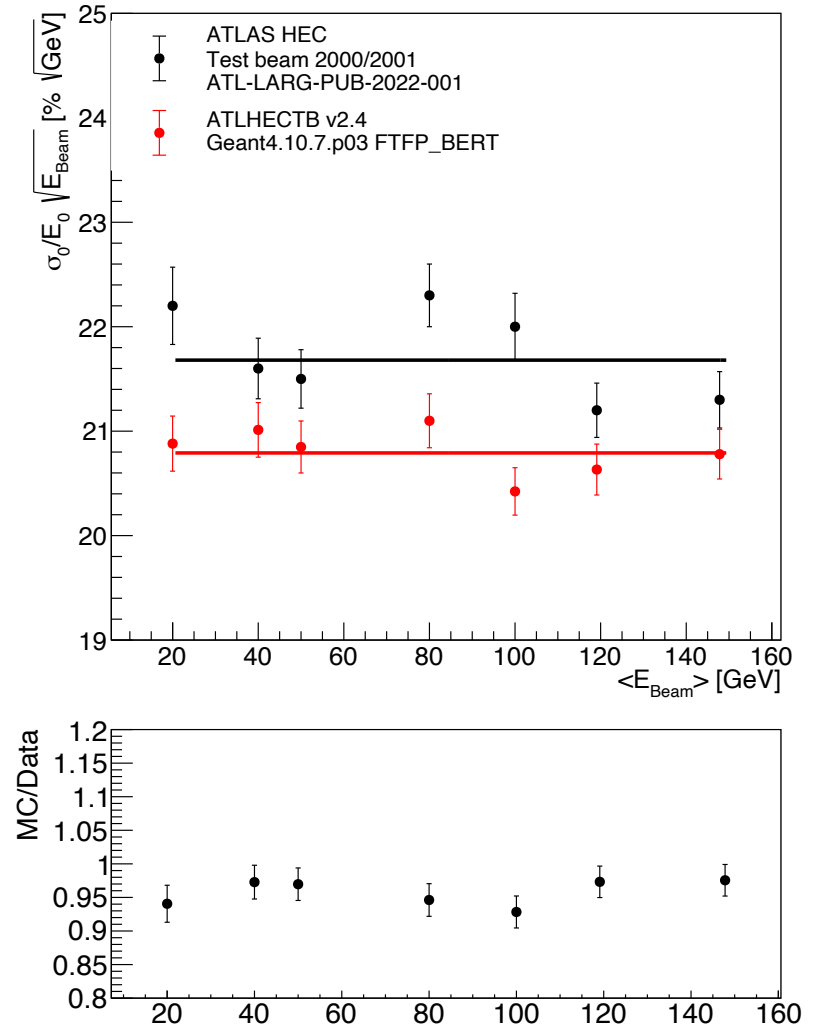 ATLAS HEC
Test beam 2000/2001
ATL-LARG-PUB-2022-001
ATLHECTB v2.4
Geant4.10.7.p03 FTFP_BERT
σ₀/E₀ √E_Beam [% √GeV]
25
24
23
22
21
20
19
20 40 60 80 100 120 140 160
<E_Beam> [GeV]
MC/Data
1.2
1.15
1.1
1.05
1
0.95
0.9
0.85
0.8
20 40 60 80 100 120 140 160